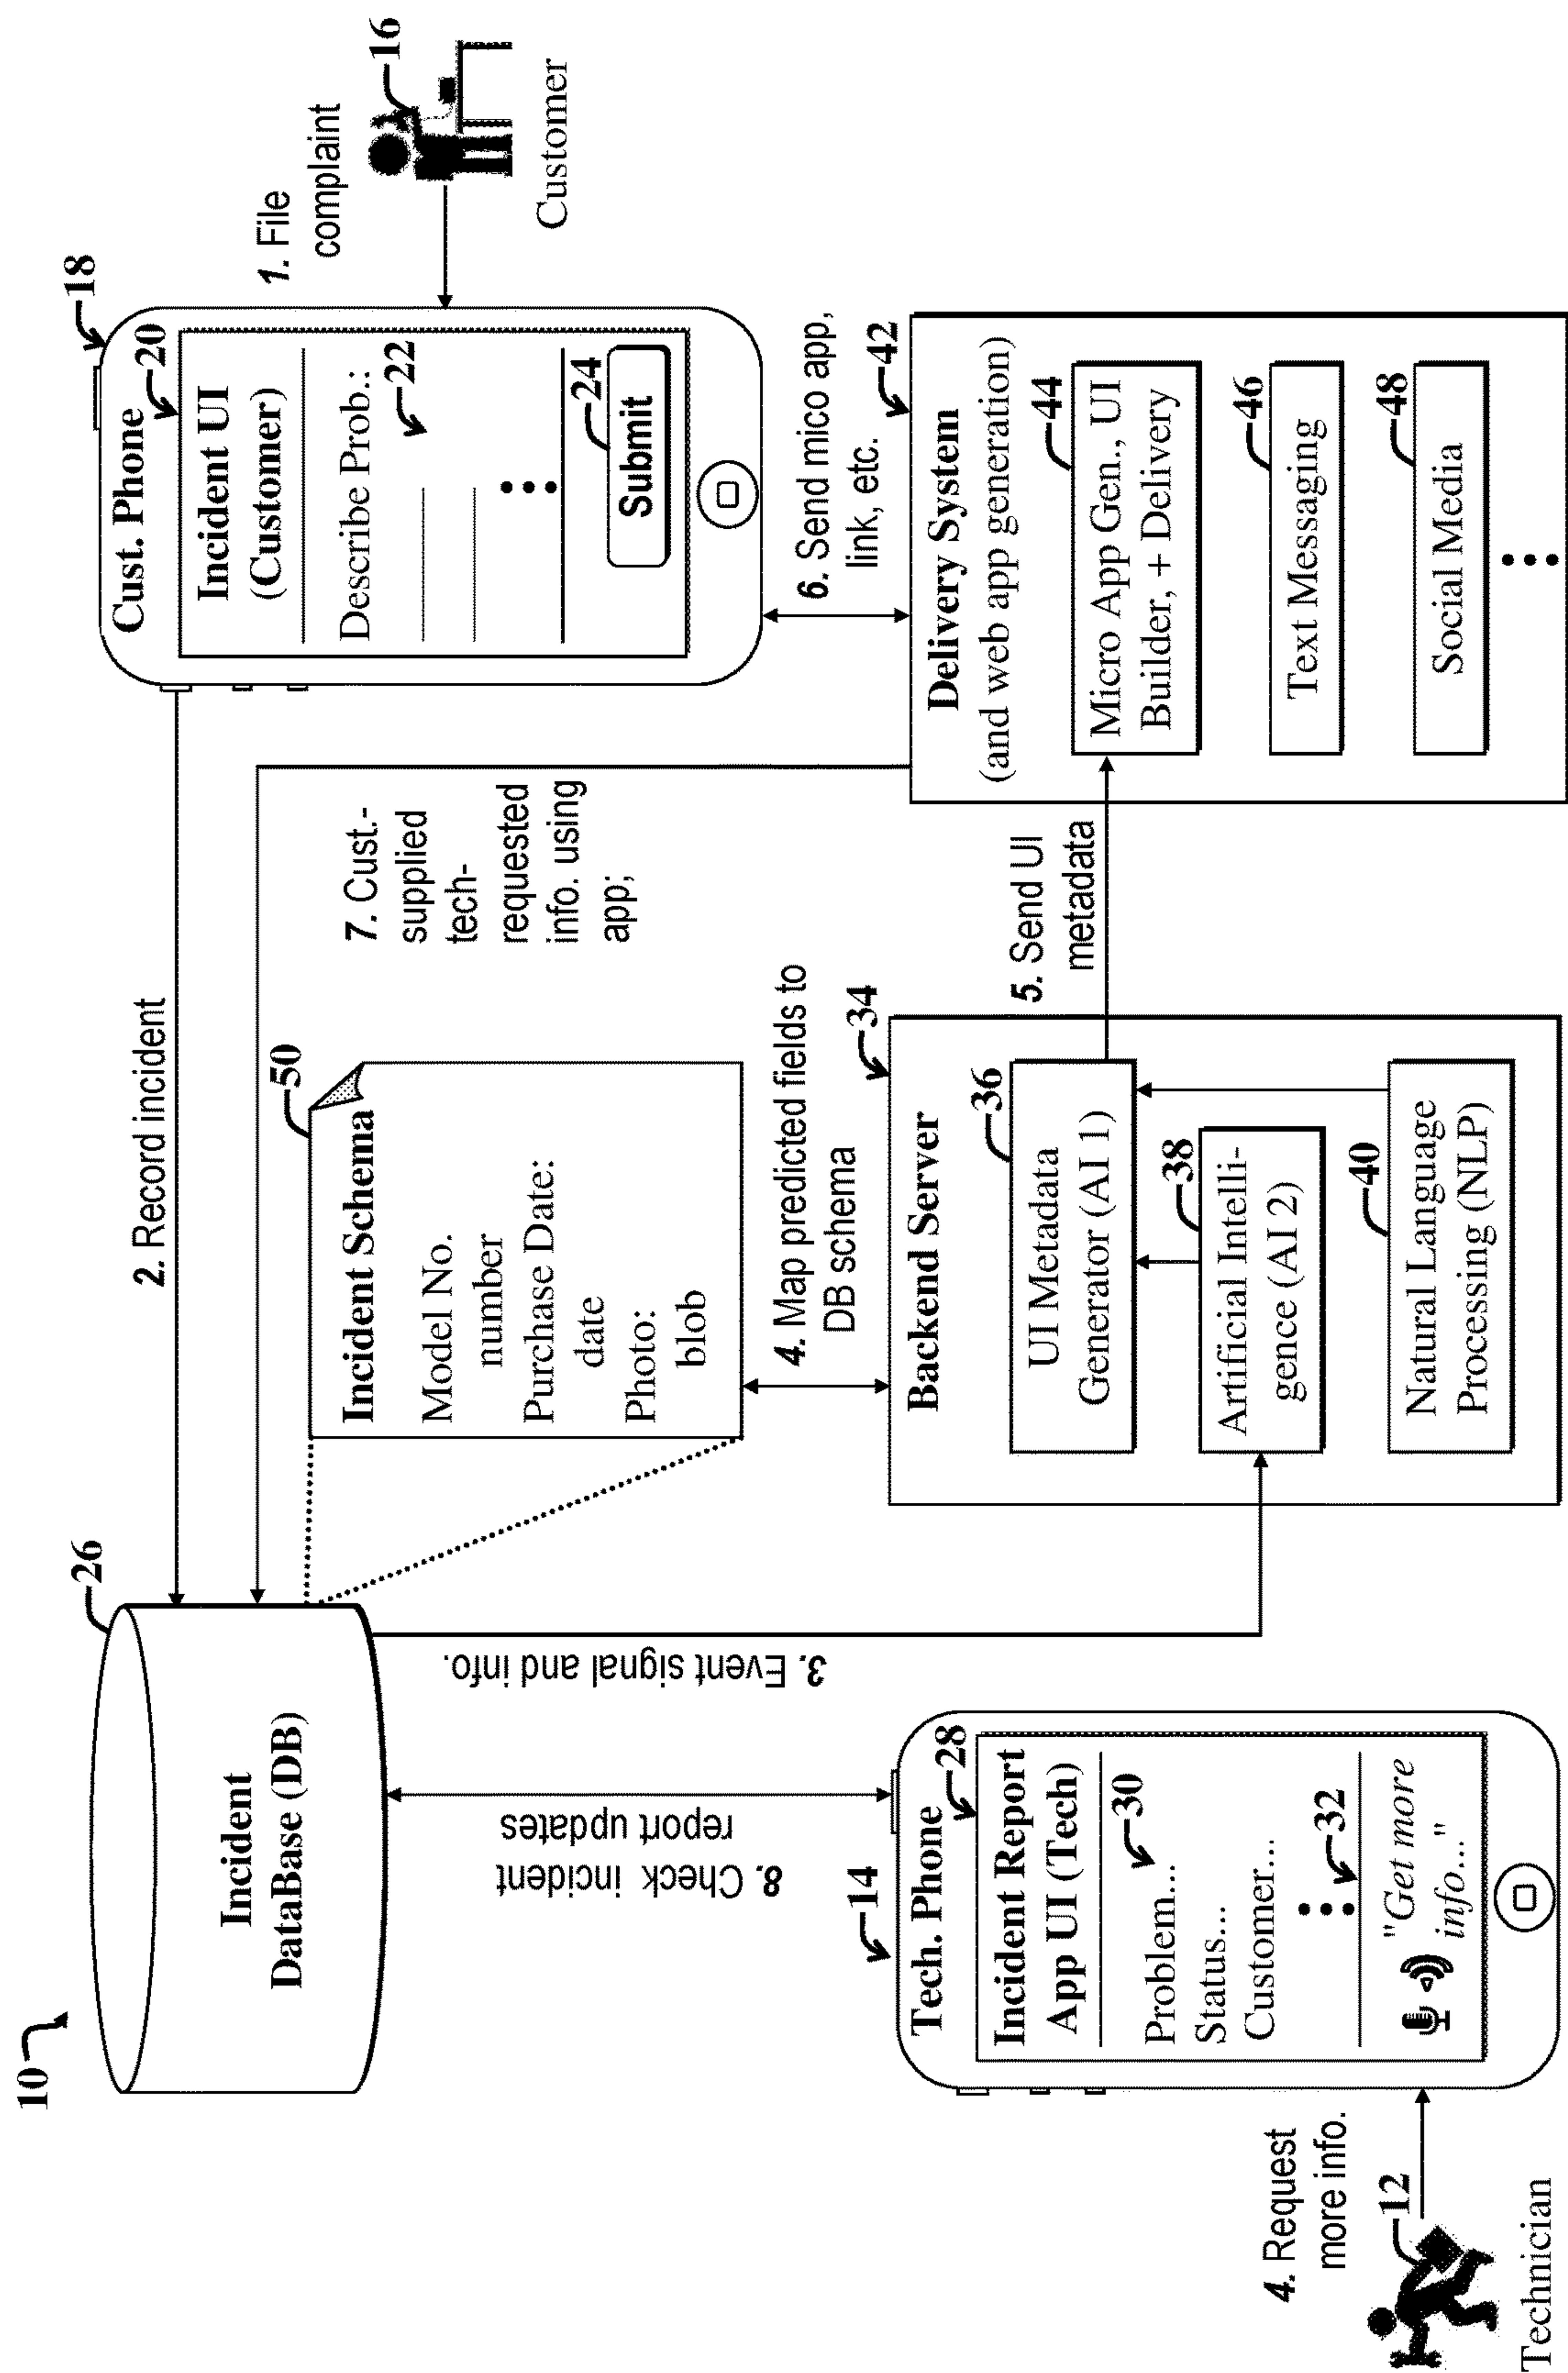 10
26
Incident
DataBase (DB)
2. Record incident
18
Cust. Phone
20
Incident UI
(Customer)
Describe Prob.:
22
24
Submit
1. File
complaint
16
Customer
50
Incident Schema
Model No.
number
Purchase Date:
date
Photo:
blob
7. Cust.-
supplied
tech-
requested
info. using
app;
3. Event signal and info.
8. Check incident
report updates
4. Map predicted fields to
DB schema
6. Send mico app,
link, etc.
14
Tech. Phone
28
Incident Report
App UI (Tech)
30
Problem...
Status...
Customer...
32
"Get more
info..."
4. Request
more info.
12
Technician
34
Backend Server
36
UI Metadata
Generator (AI 1)
38
Artificial Intelli-
gence (AI 2)
40
Natural Language
Processing (NLP)
5. Send UI
metadata
42
Delivery System
(and web app generation)
44
Micro App Gen., UI
Builder, + Delivery
46
Text Messaging
48
Social Media